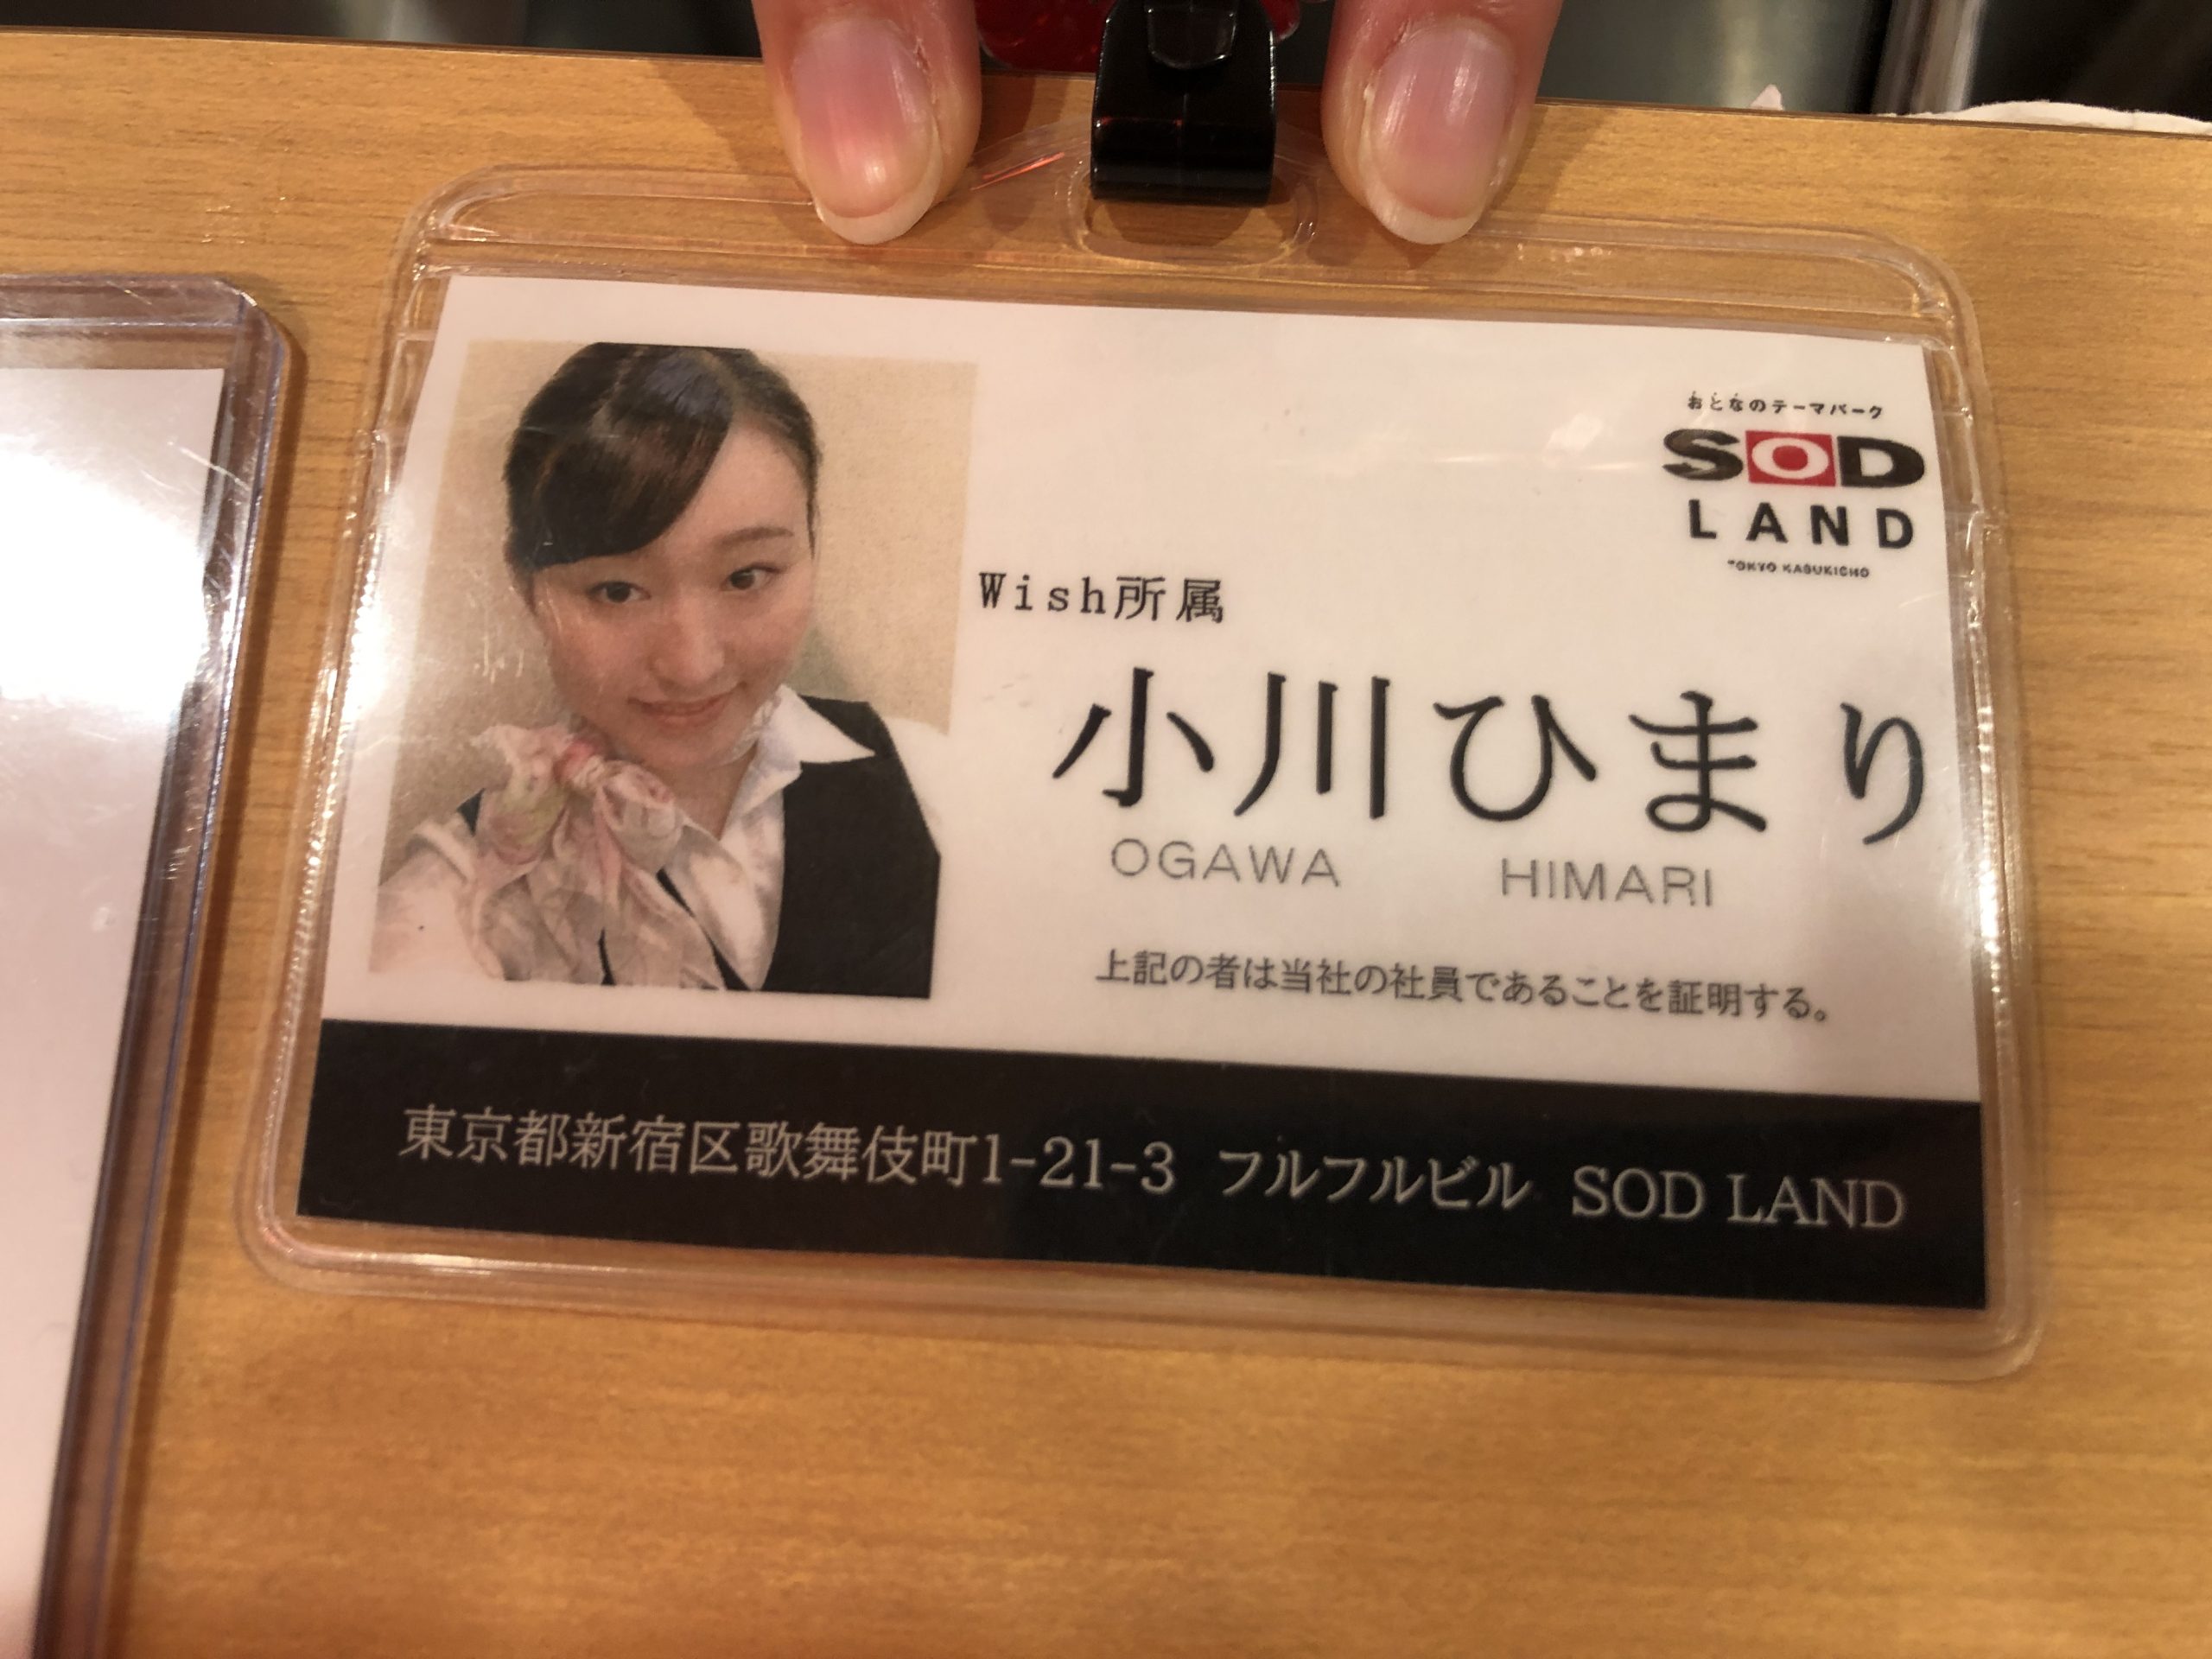 おとなのテーマパーク
SOD
LAND
TOKYO KABUKICHO
Wish所属
小川ひまり
OGAWA HIMARI
上記の者は当社の社員であることを証明する。
東京都新宿区歌舞伎町1-21-3 フルフルビル SOD LAND